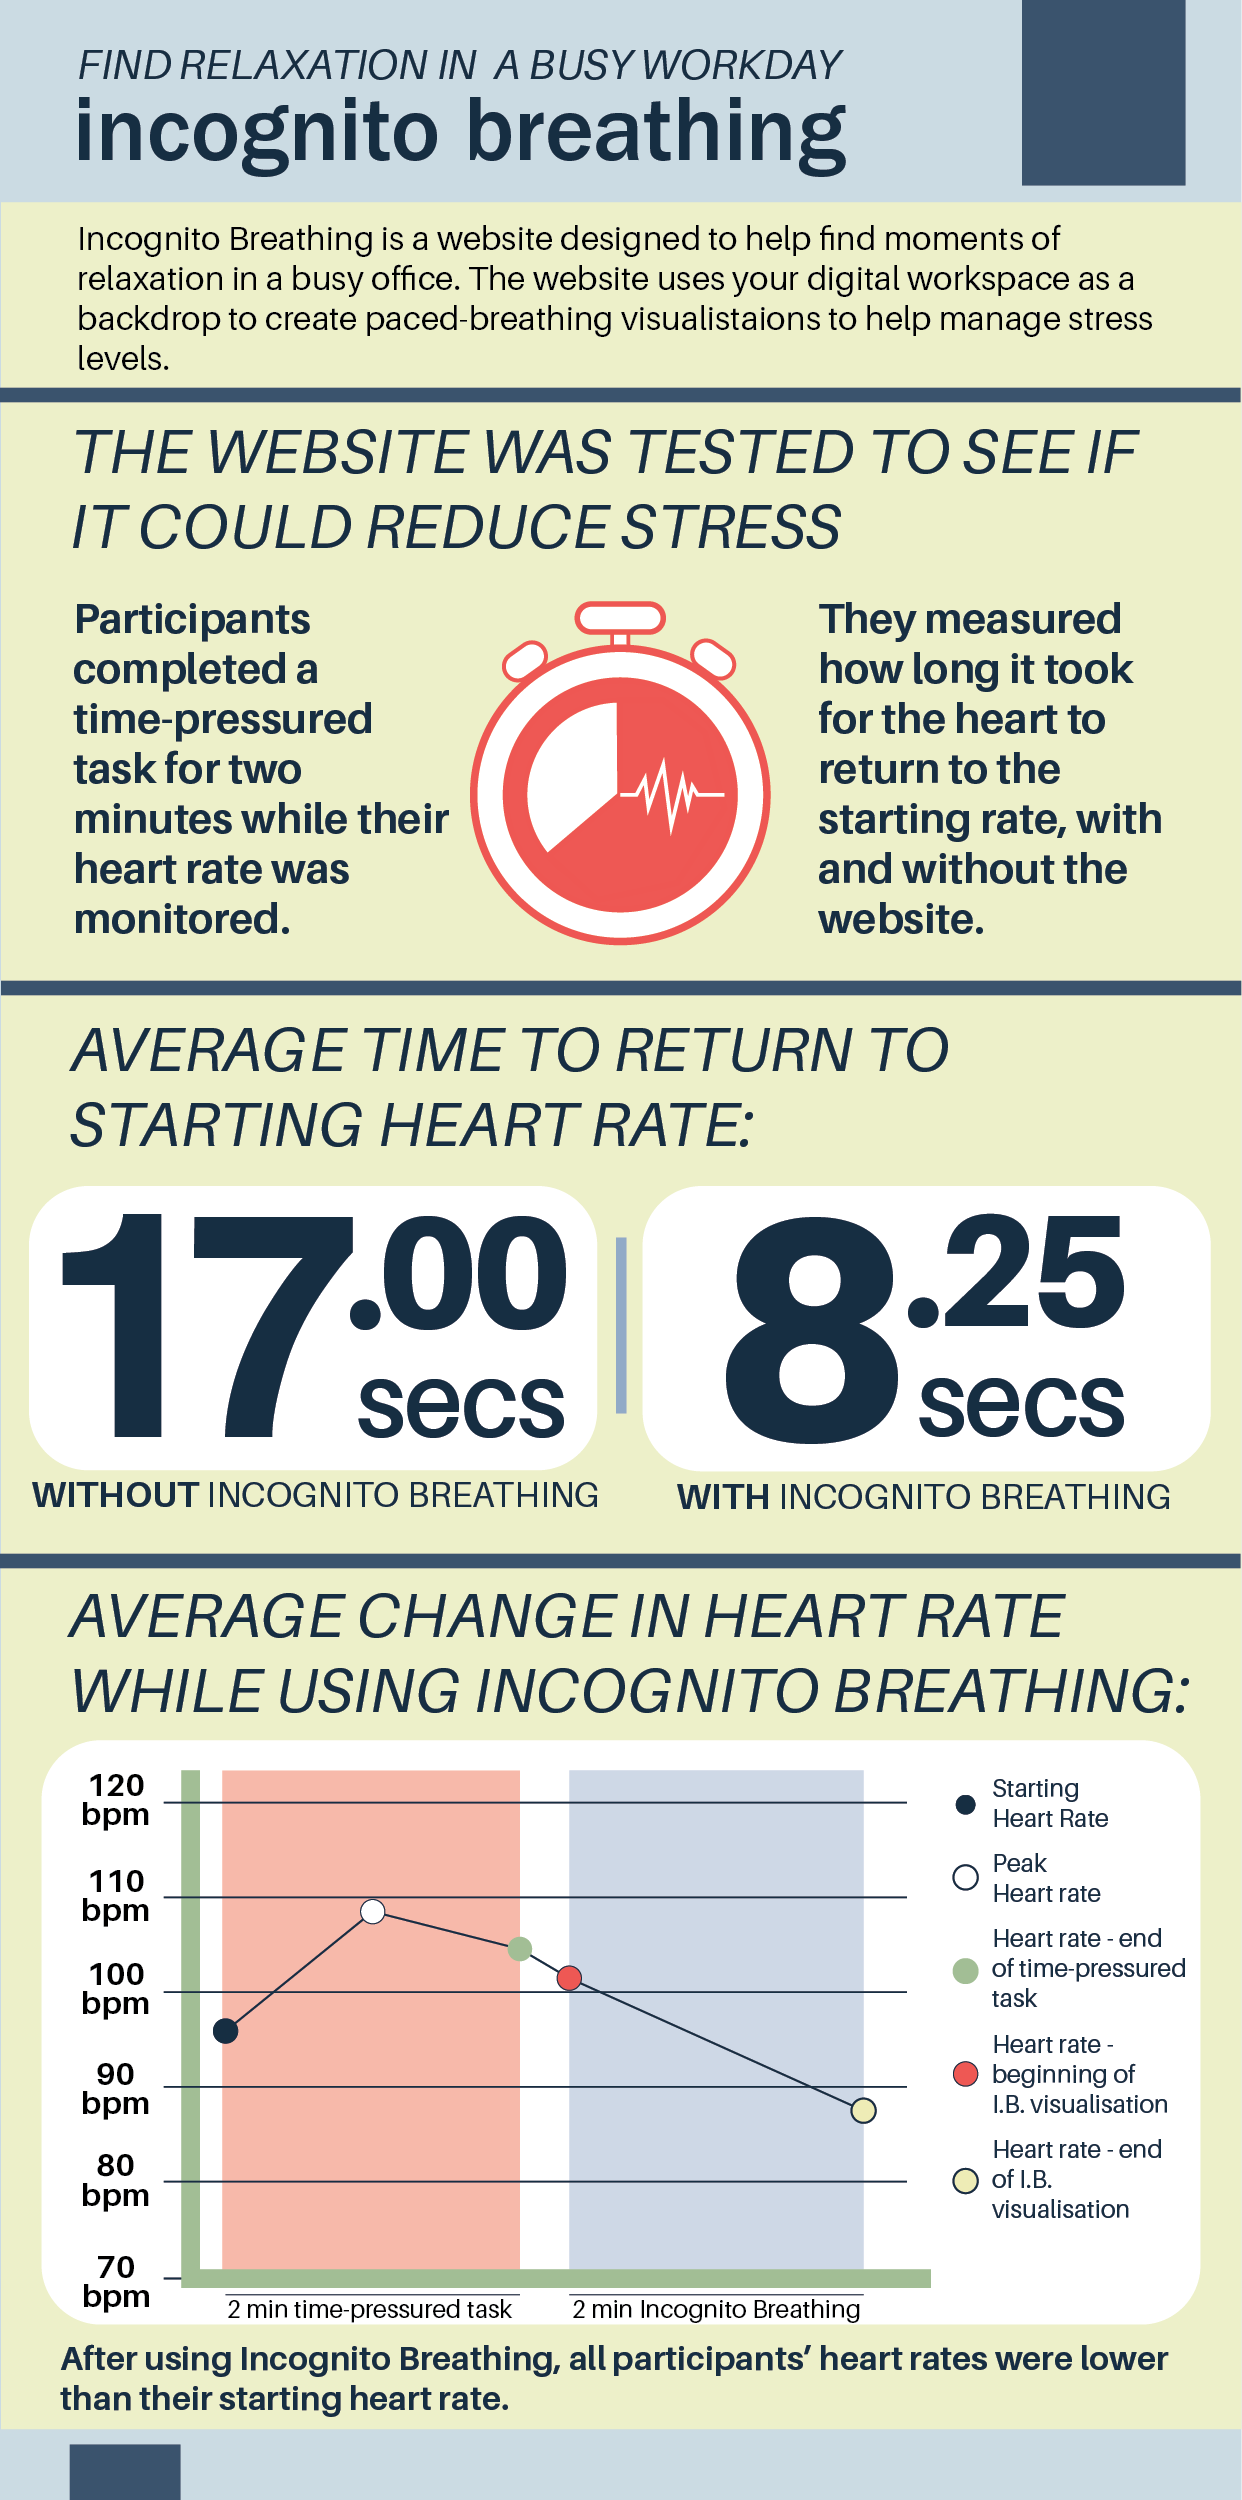 FIND RELAXATION IN A BUSY WORKDAY
incognito breathing
Incognito Breathing is a website designed to help find moments of
relaxation in a busy office. The website uses your digital workspace as a
backdrop to create paced-breathing visualistaions to help manage stress
levels.
THE WEBSITE WAS TESTED TO SEE IF
IT COULD REDUCE STRESS
Participants
completed a
time-pressured
task for two
minutes while their
heart rate was
monitored.
They measured
how long it took
for the heart to
return to the
starting rate, with
and without the
website.
AVERAGE TIME TO RETURN TO
STARTING HEART RATE:
17.00
secs
WITHOUT INCOGNITO BREATHING
8.25
secs
WITH INCOGNITO BREATHING
AVERAGE CHANGE IN HEART RATE
WHILE USING INCOGNITO BREATHING:
120
bpm
110
bpm
100
bpm
90
bpm
80
bpm
70
bpm
2 min time-pressured task
2 min Incognito Breathing
Starting
Heart Rate
Peak
Heart rate
Heart rate - end
of time-pressured
task
Heart rate -
beginning of
I.B. visualisation
Heart rate - end
of I.B.
visualisation
After using Incognito Breathing, all participants’ heart rates were lower
than their starting heart rate.